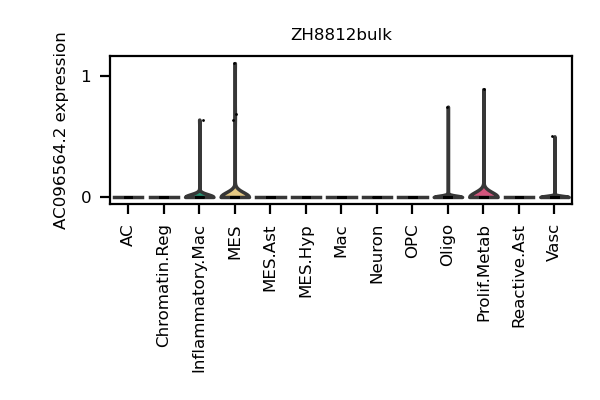 ZH8812bulk
AC096564.2 expression
1
0
AC
Chromatin.Reg
Inflammatory.Mac
MES
MES.Ast
MES.Hyp
Mac
Neuron
OPC
Oligo
Prolif.Metab
Reactive.Ast
Vasc